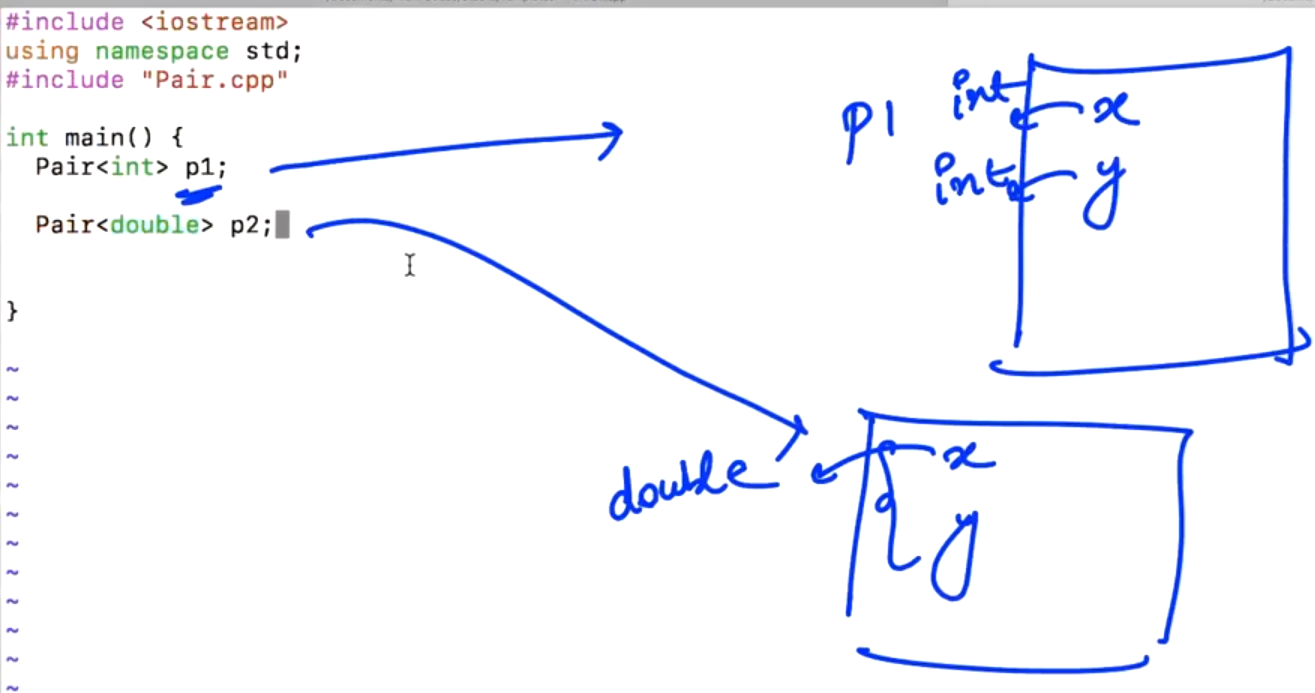 #include <iostream>
using namespace std;
#include "Pair.cpp"
int main() {
Pair<int> p1;
Pair<double> p2;
}
~
~
~
~
~
~
~
~
~
~
~
~
p1
int x
int y
double x
y